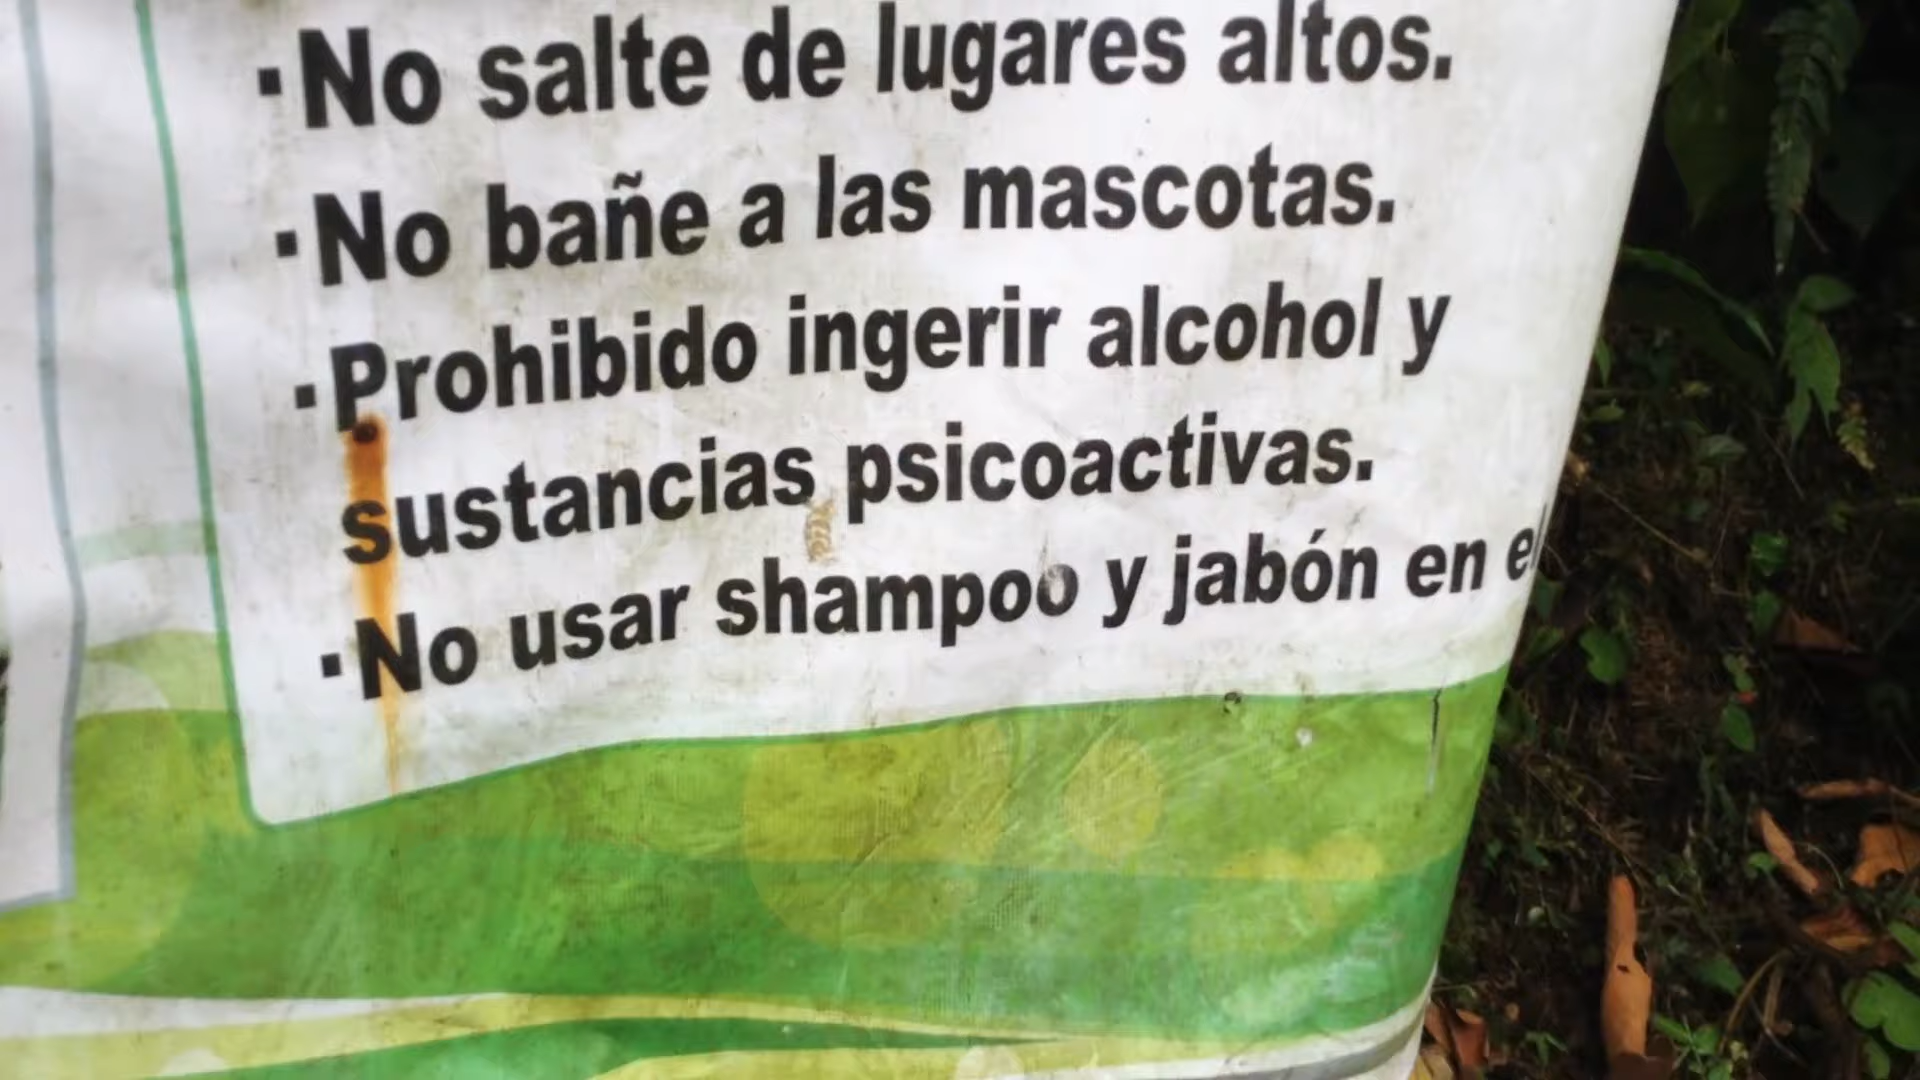 ·No salte de lugares altos.
·No bañe a las mascotas.
·Prohibido ingerir alcohol y
sustancias psicoactivas.
·No usar shampoo y jabón en el